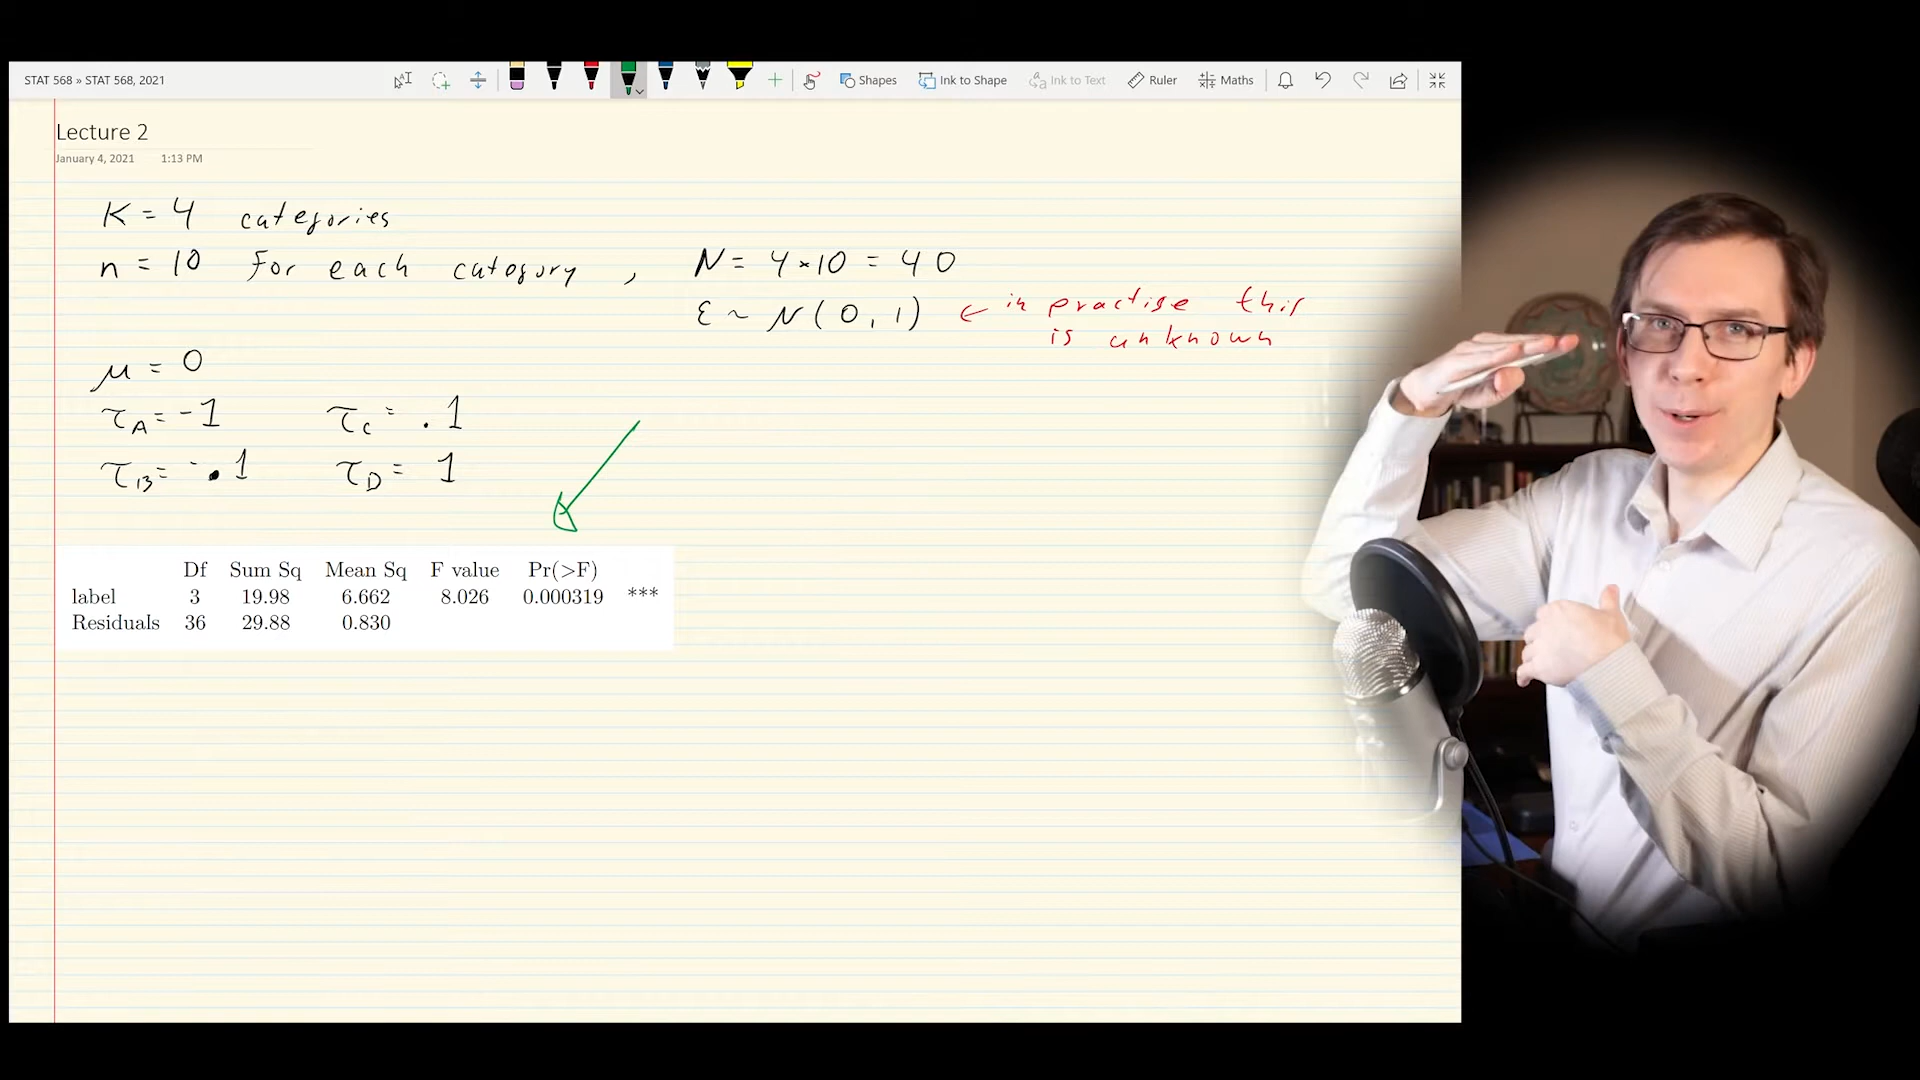 STAT 568 » STAT 568, 2021
Shapes Ink to Shape Ink to Text Ruler Maths
Lecture 2
January 4, 2021 1:13 PM
K = 4 categories
n = 10 for each category , N = 4 × 10 = 40
ε ~ N(0, 1) ← in practise this
is unknown
μ = 0
τA = -1 τC = .1
τB = -.1 τD = 1
Df Sum Sq Mean Sq F value Pr(>F)
label 3 19.98 6.662 8.026 0.000319 ***
Residuals 36 29.88 0.830